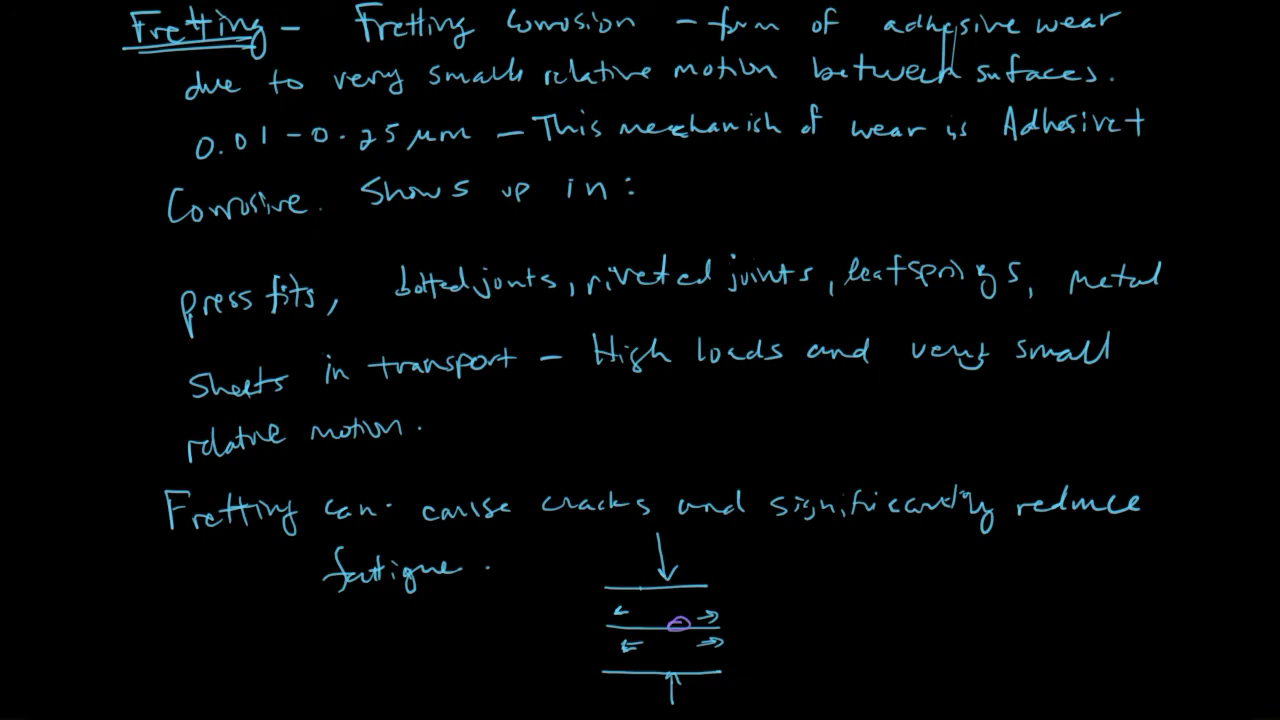 Fretting - Fretting Corrosion - form of adhesive wear
due to very small relative motion between sufaces.
0.01 - 0.25 μm - This mechanish of wear is Adhesive +
Corrosive. Shows up in:
press fits, bolted joints, riveted joints, leaf springs, metal
sheets in transport - High loads and very small
relative motion.
Fretting can cause cracks and significantly reduce
fatigue.